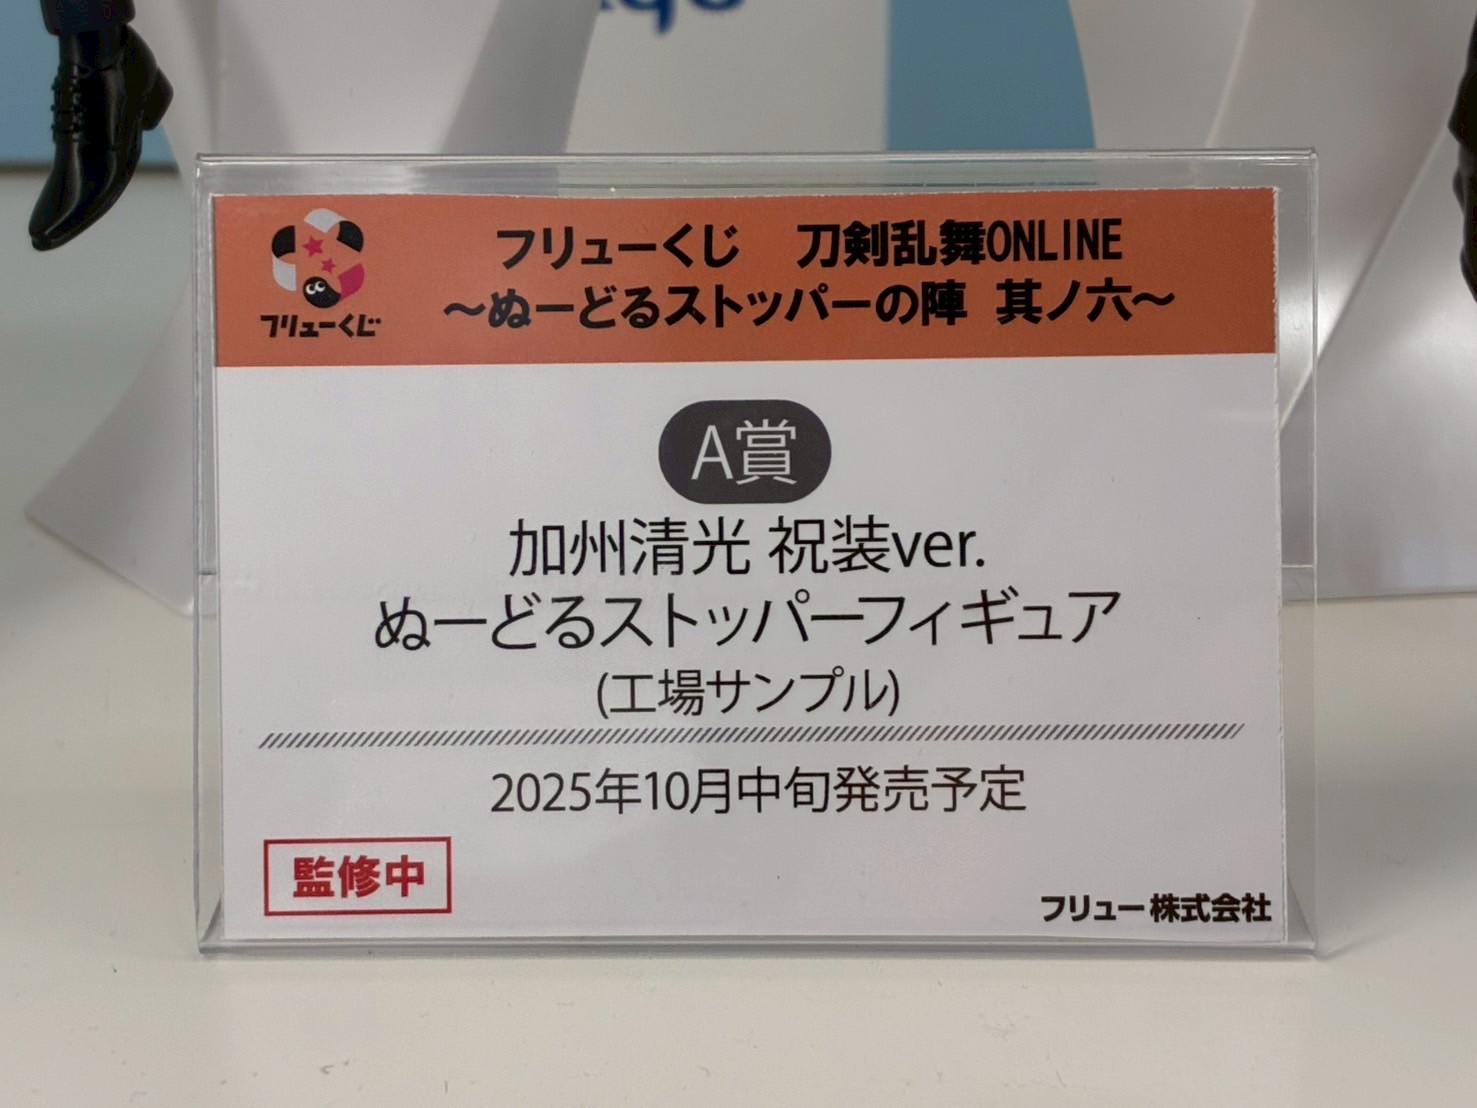 フリューくじ
フリューくじ　刀剣乱舞ONLINE
～ぬーどるストッパーの陣 其ノ六～
A賞
加州清光 祝装ver.
ぬーどるストッパーフィギュア
(工場サンプル)
2025年10月中旬発売予定
監修中
フリュー株式会社